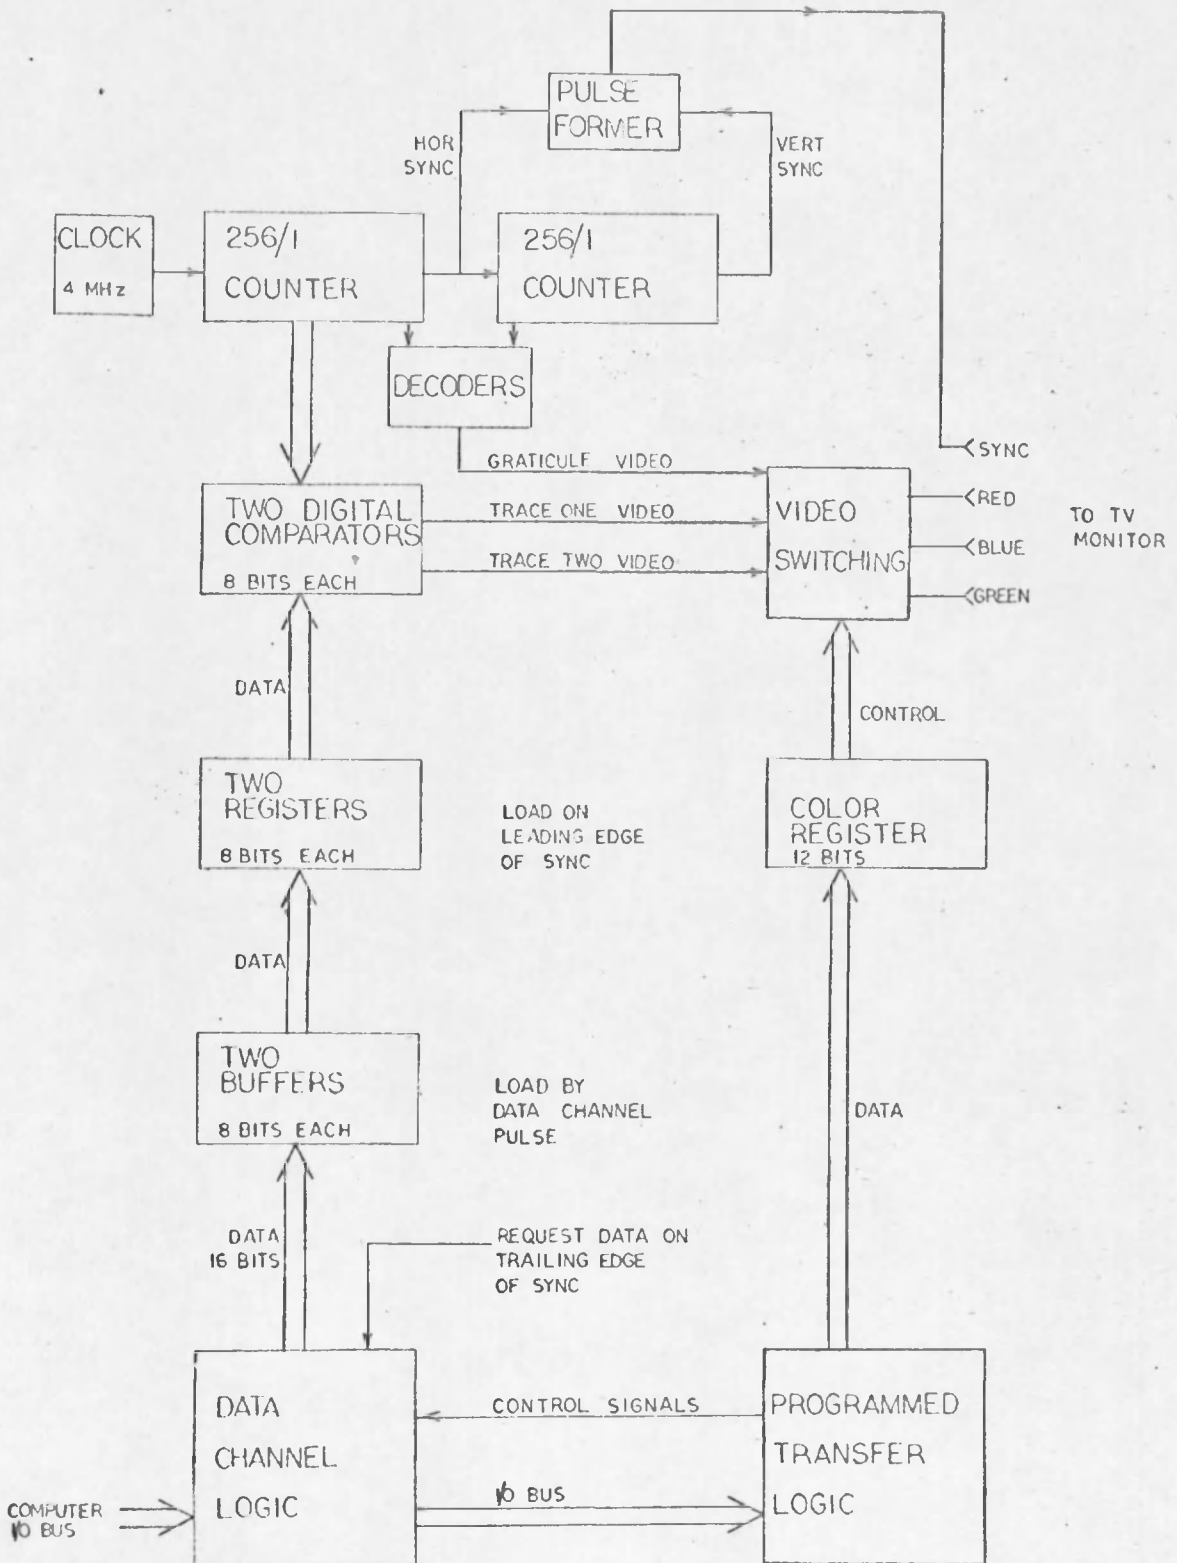 PULSE
FORMER
HOR
SYNC
VERT
SYNC
CLOCK
4 MHz
256/1
COUNTER
256/1
COUNTER
DECODERS
GRATICULE VIDEO
SYNC
TWO DIGITAL
COMPARATORS
8 BITS EACH
TRACE ONE VIDEO
TRACE TWO VIDEO
VIDEO
SWITCHING
RED
BLUE
GREEN
TO TV
MONITOR
DATA
CONTROL
TWO
REGISTERS
8 BITS EACH
LOAD ON
LEADING EDGE
OF SYNC
COLOR
REGISTER
12 BITS
DATA
TWO
BUFFERS
8 BITS EACH
LOAD BY
DATA CHANNEL
PULSE
DATA
DATA
16 BITS
REQUEST DATA ON
TRAILING EDGE
OF SYNC
DATA
CHANNEL
LOGIC
CONTROL SIGNALS
PROGRAMMED
TRANSFER
LOGIC
I/O BUS
COMPUTER
I/O BUS